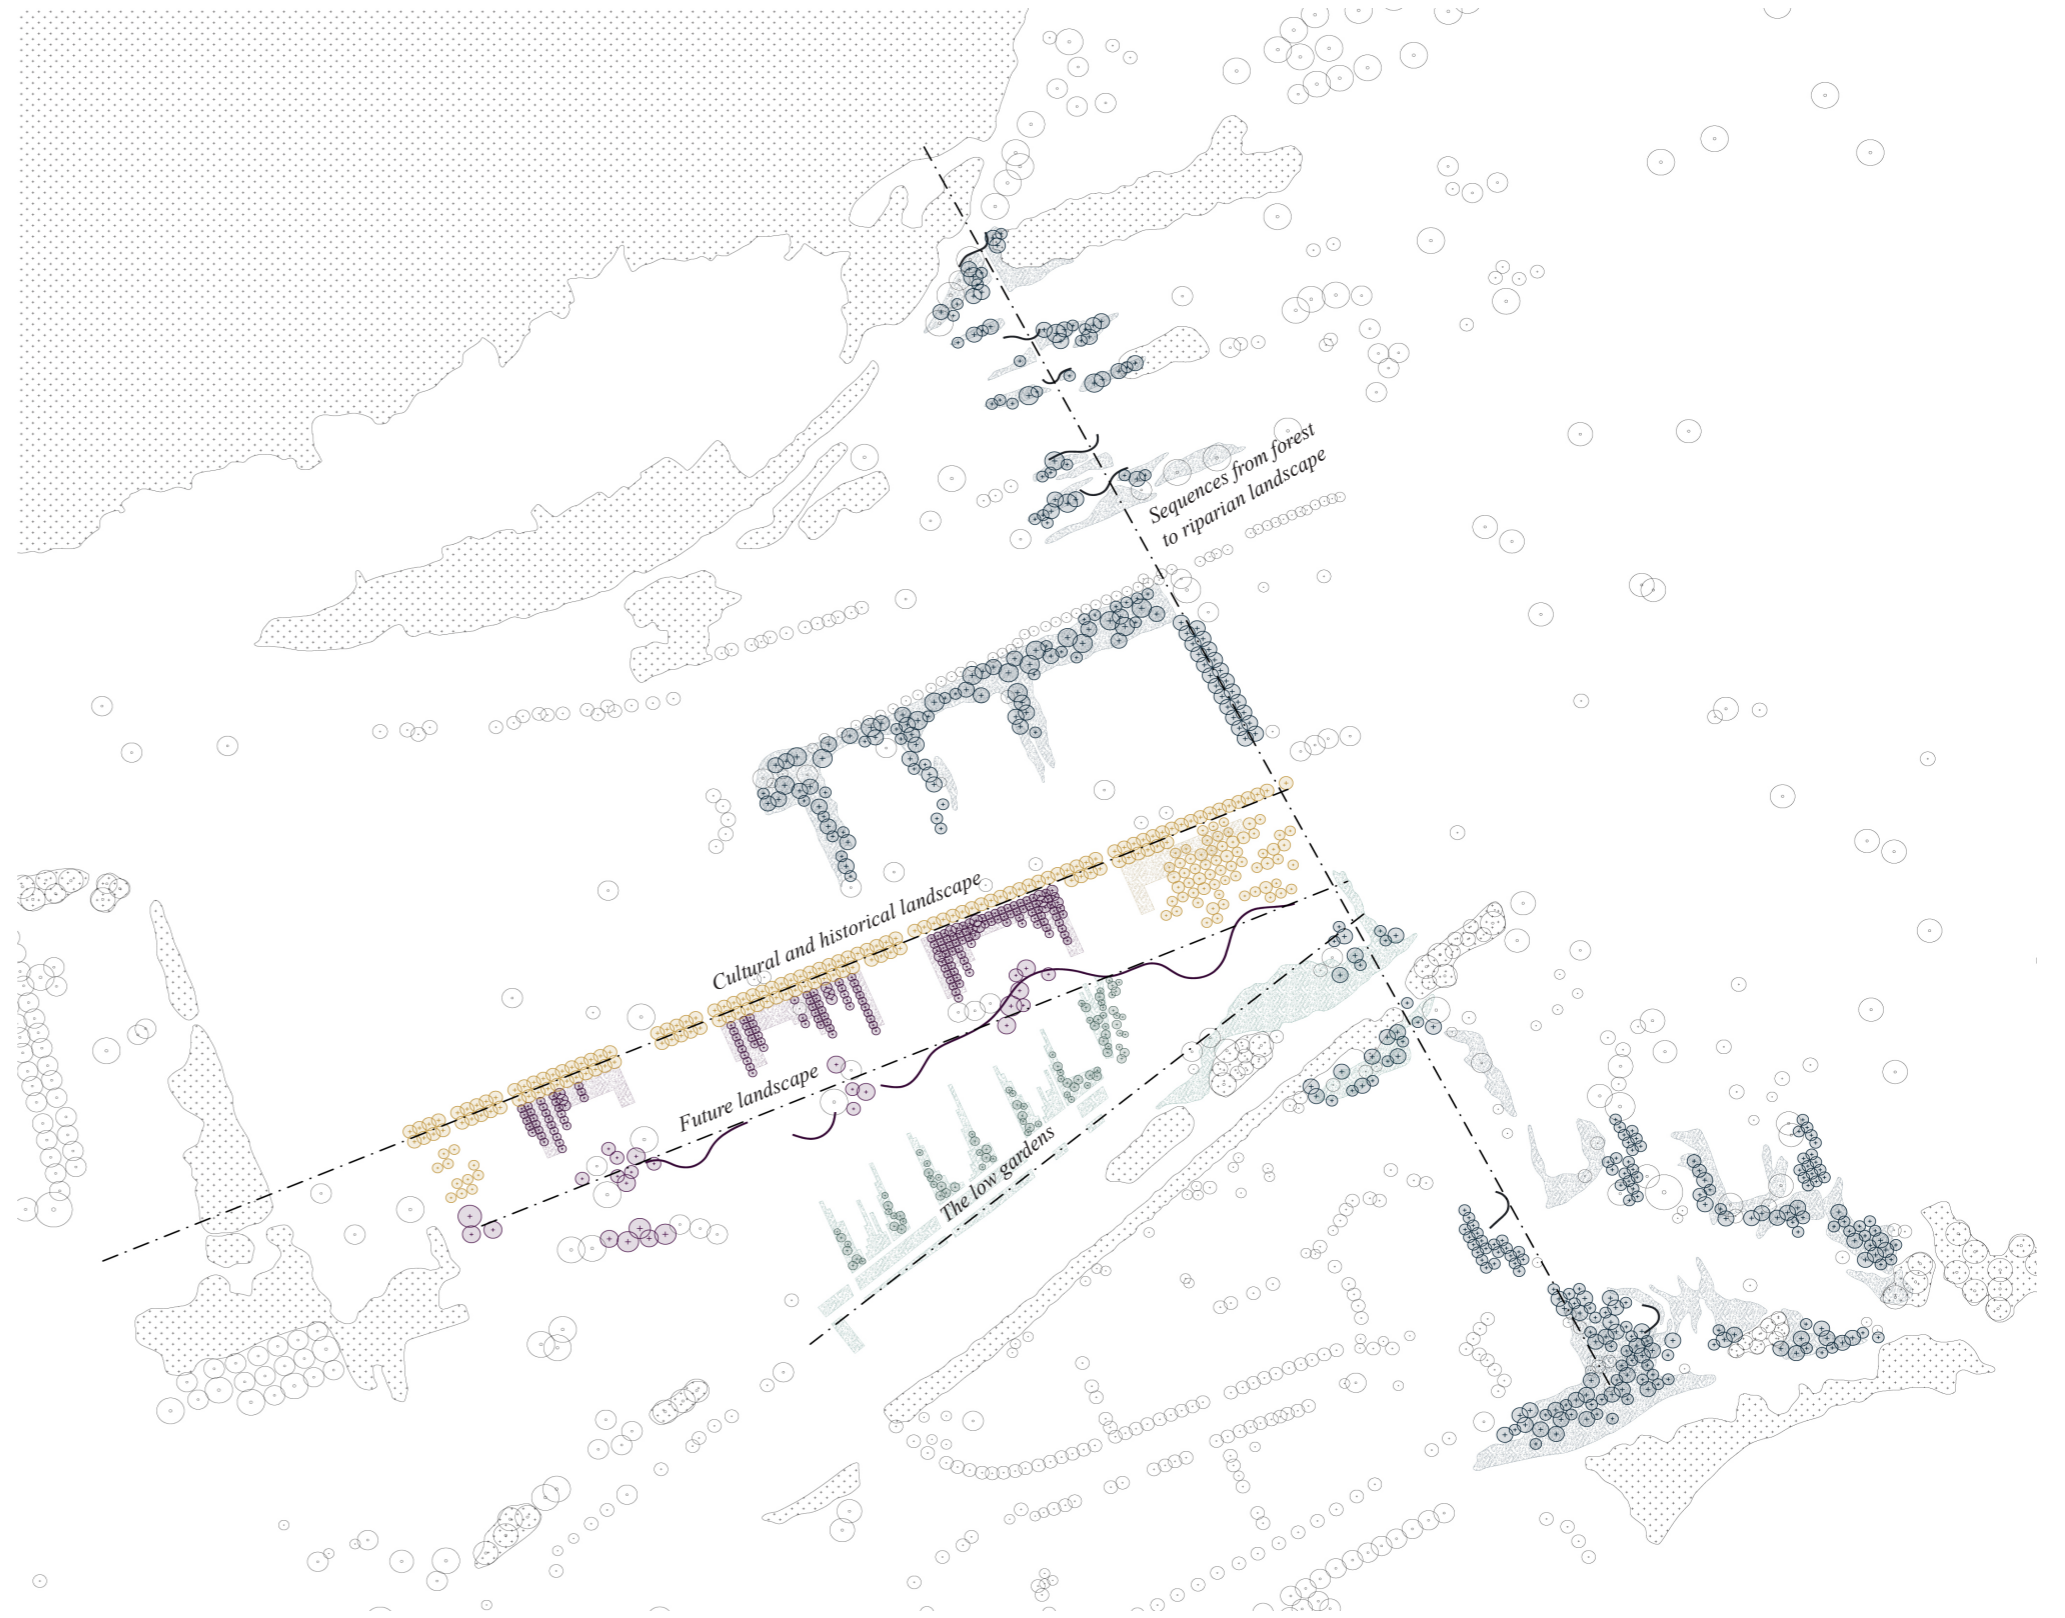 Sequences from forest
to riparian landscape
Cultural and historical landscape
Future landscape
The low gardens